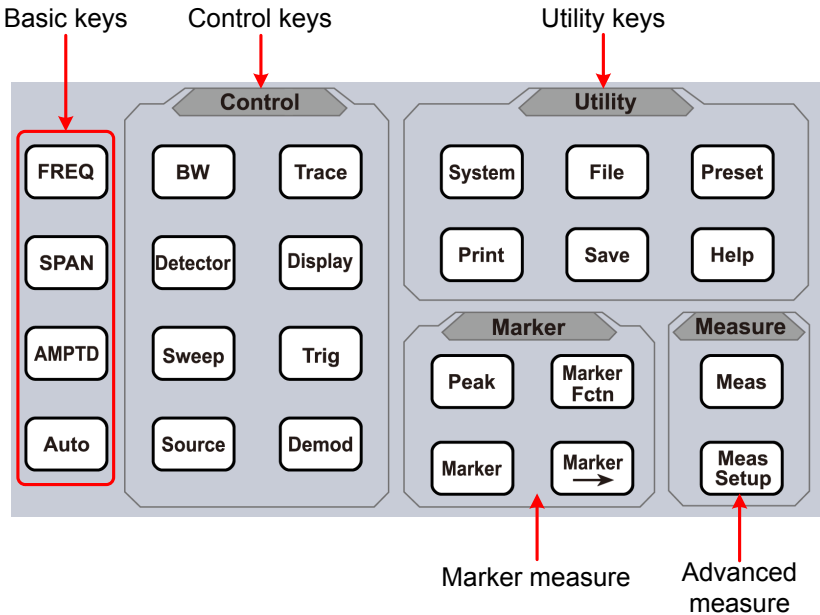 Basic keys
Control keys
Utility keys
Control
Utility
FREQ
SPAN
AMPTD
Auto
BW
Trace
Detector
Display
Sweep
Trig
Source
Demod
System
File
Preset
Print
Save
Help
Marker
Peak
Marker
Fctn
Marker
Marker
→
Measure
Meas
Meas
Setup
Marker measure
Advanced
measure